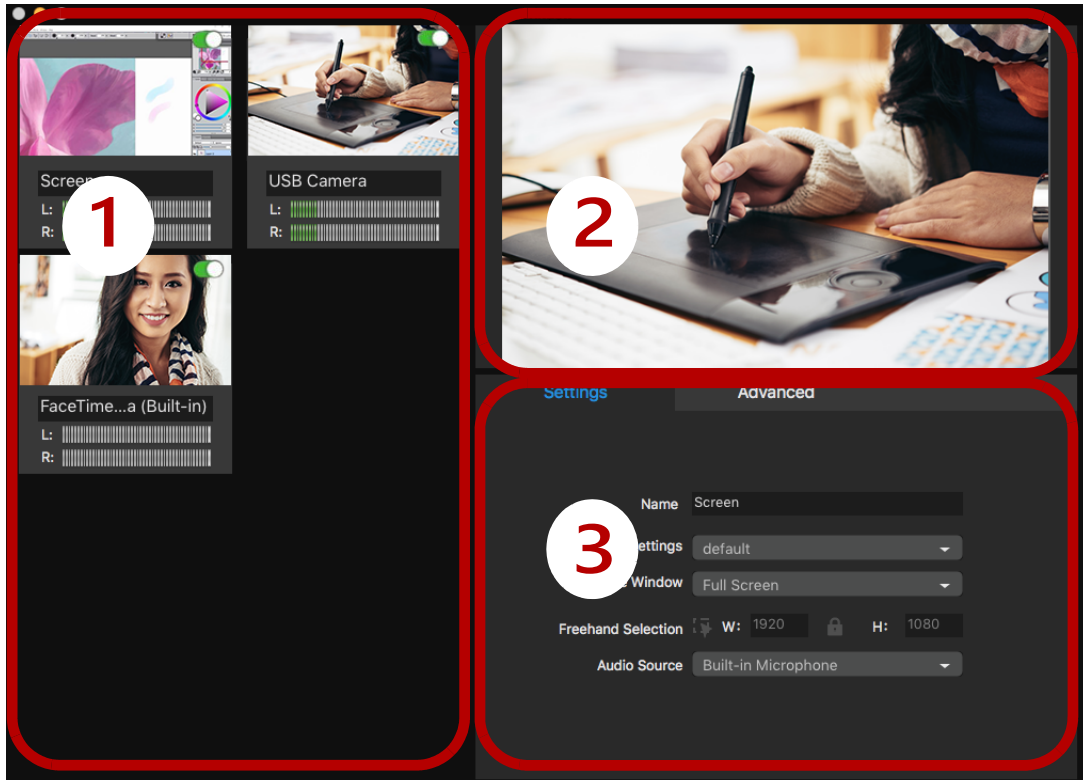 Screen
L:
R:
1
USB Camera
L:
R:
FaceTime...a (Built-in)
L:
R:
2
Settings
Advanced
Name
Screen
3
default
Window
Full Screen
Freehand Selection
W:
1920
H:
1080
Audio Source
Built-in Microphone